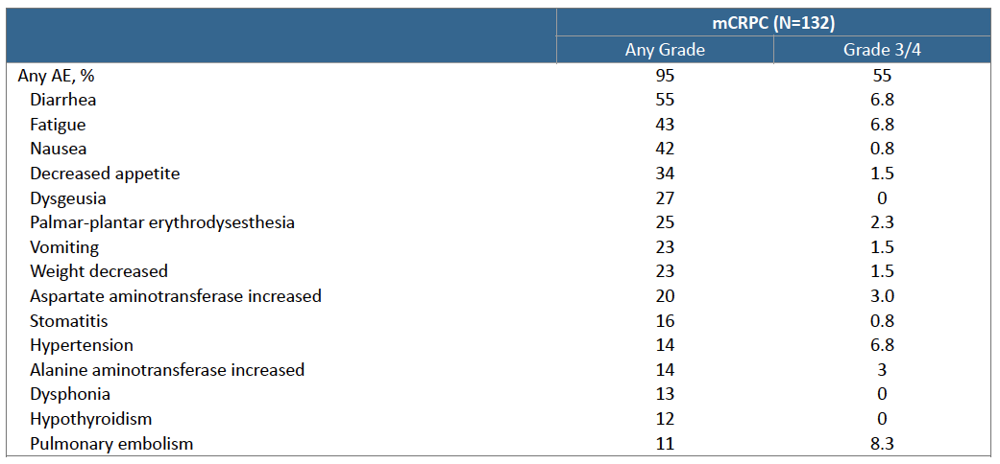 mCRPC (N=132)
Any Grade Grade 3/4
Any AE, % 95 55
Diarrhea 55 6.8
Fatigue 43 6.8
Nausea 42 0.8
Decreased appetite 34 1.5
Dysgeusia 27 0
Palmar-plantar erythrodysesthesia 25 2.3
Vomiting 23 1.5
Weight decreased 23 1.5
Aspartate aminotransferase increased 20 3.0
Stomatitis 16 0.8
Hypertension 14 6.8
Alanine aminotransferase increased 14 3
Dysphonia 13 0
Hypothyroidism 12 0
Pulmonary embolism 11 8.3